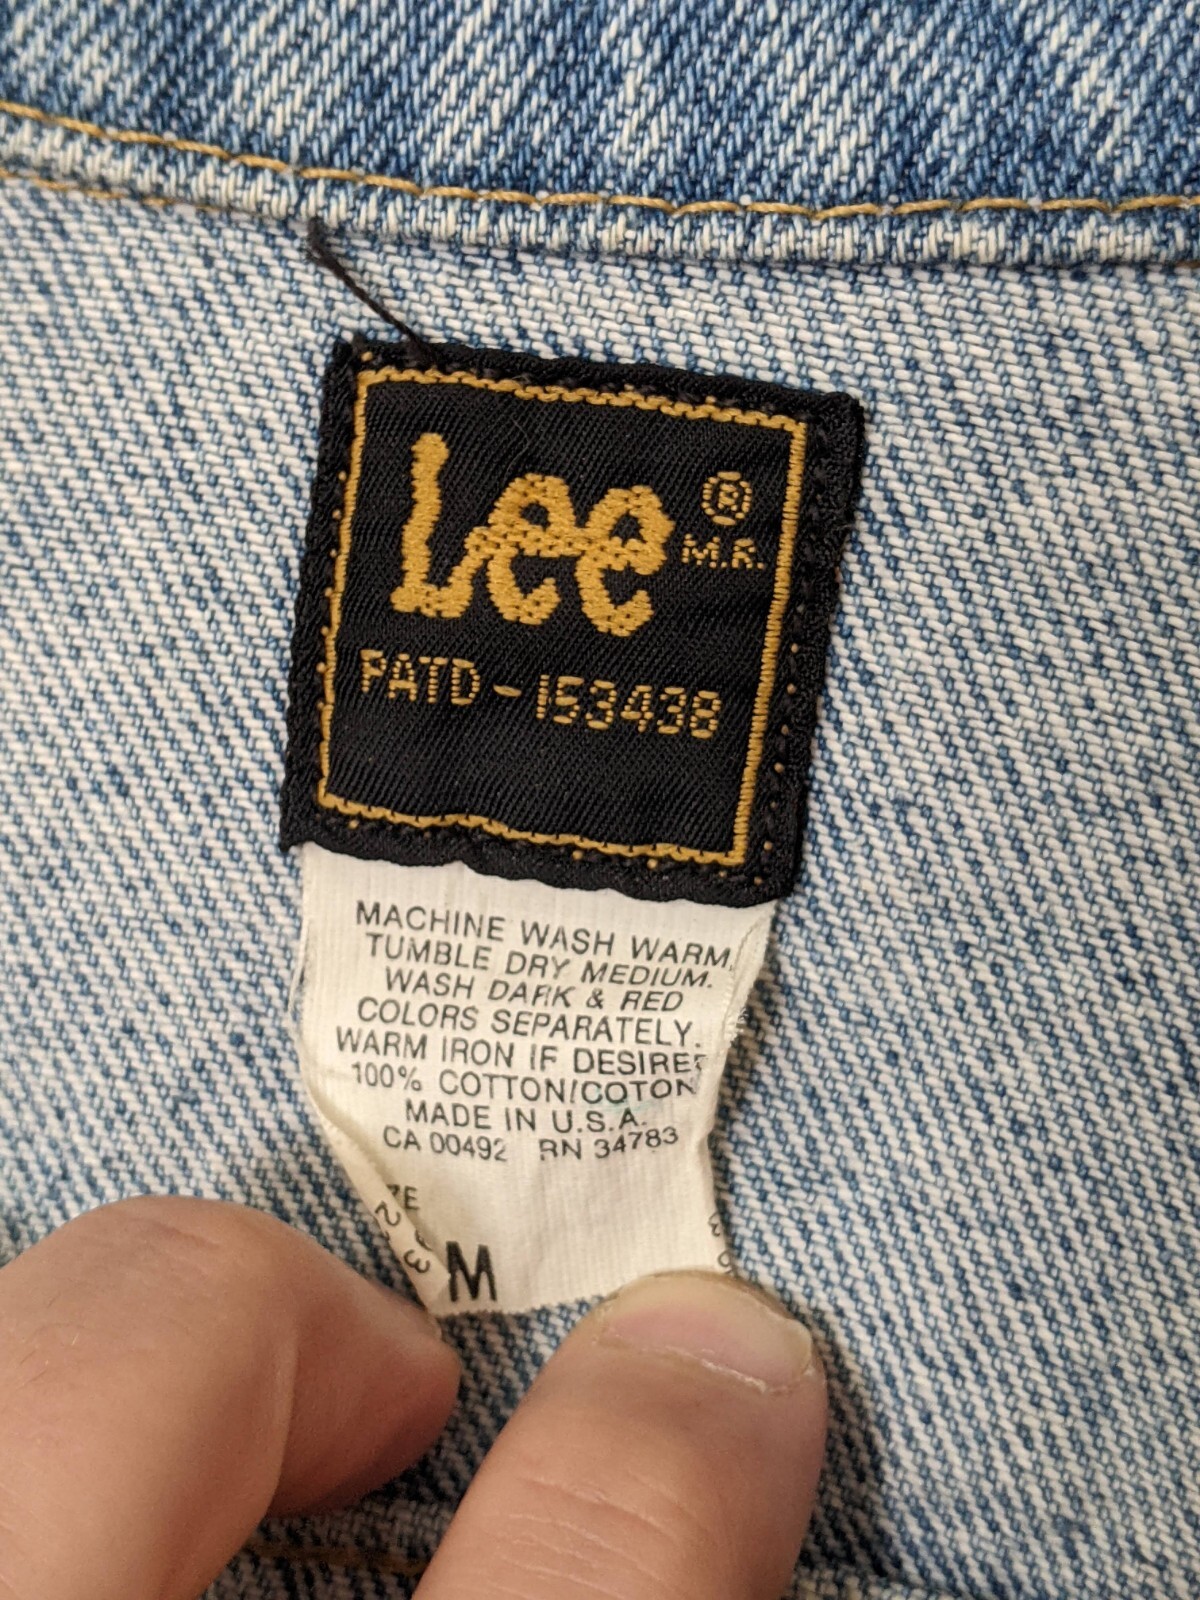 Lee ®
M.R.
PATD-153438
MACHINE WASH WARM.
TUMBLE DRY MEDIUM.
WASH DARK & RED
COLORS SEPARATELY.
WARM IRON IF DESIRE
100% COTTON/COTON
MADE IN U.S.A.
CA 00492 RN 34783
M